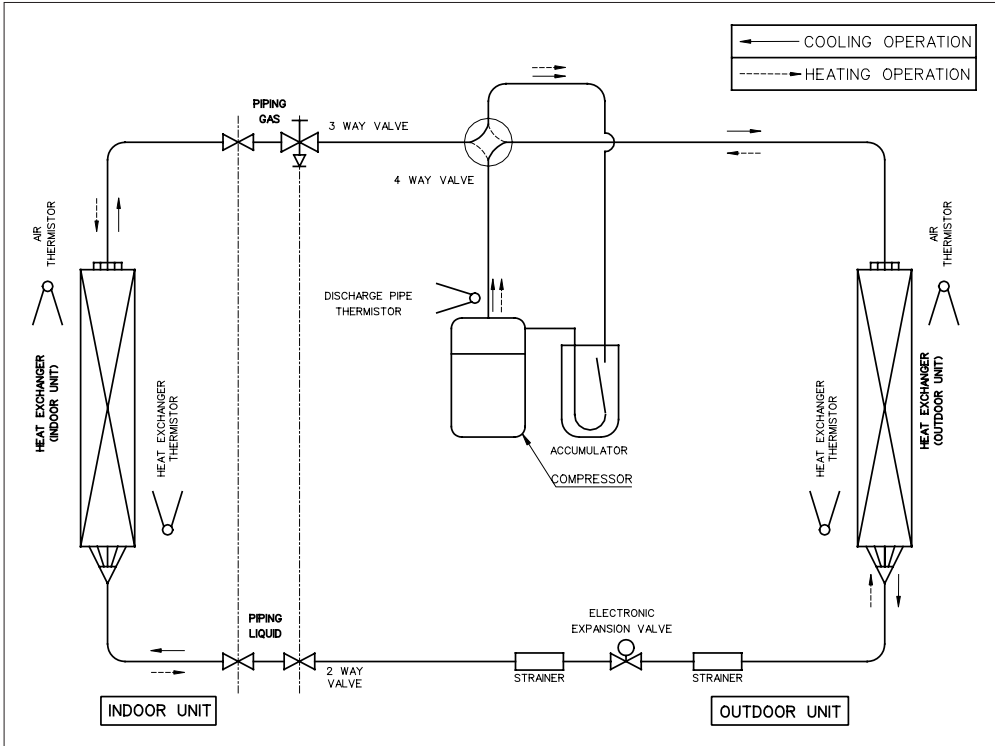 COOLING OPERATION
HEATING OPERATION
PIPING
GAS
3 WAY VALVE
4 WAY VALVE
AIR
THERMISTOR
AIR
THERMISTOR
DISCHARGE PIPE
THERMISTOR
HEAT EXCHANGER
(INDOOR UNIT)
HEAT EXCHANGER
THERMISTOR
HEAT EXCHANGER
THERMISTOR
HEAT EXCHANGER
(OUTDOOR UNIT)
ACCUMULATOR
COMPRESSOR
PIPING
LIQUID
ELECTRONIC
EXPANSION VALVE
2 WAY
VALVE
STRAINER
STRAINER
INDOOR UNIT
OUTDOOR UNIT